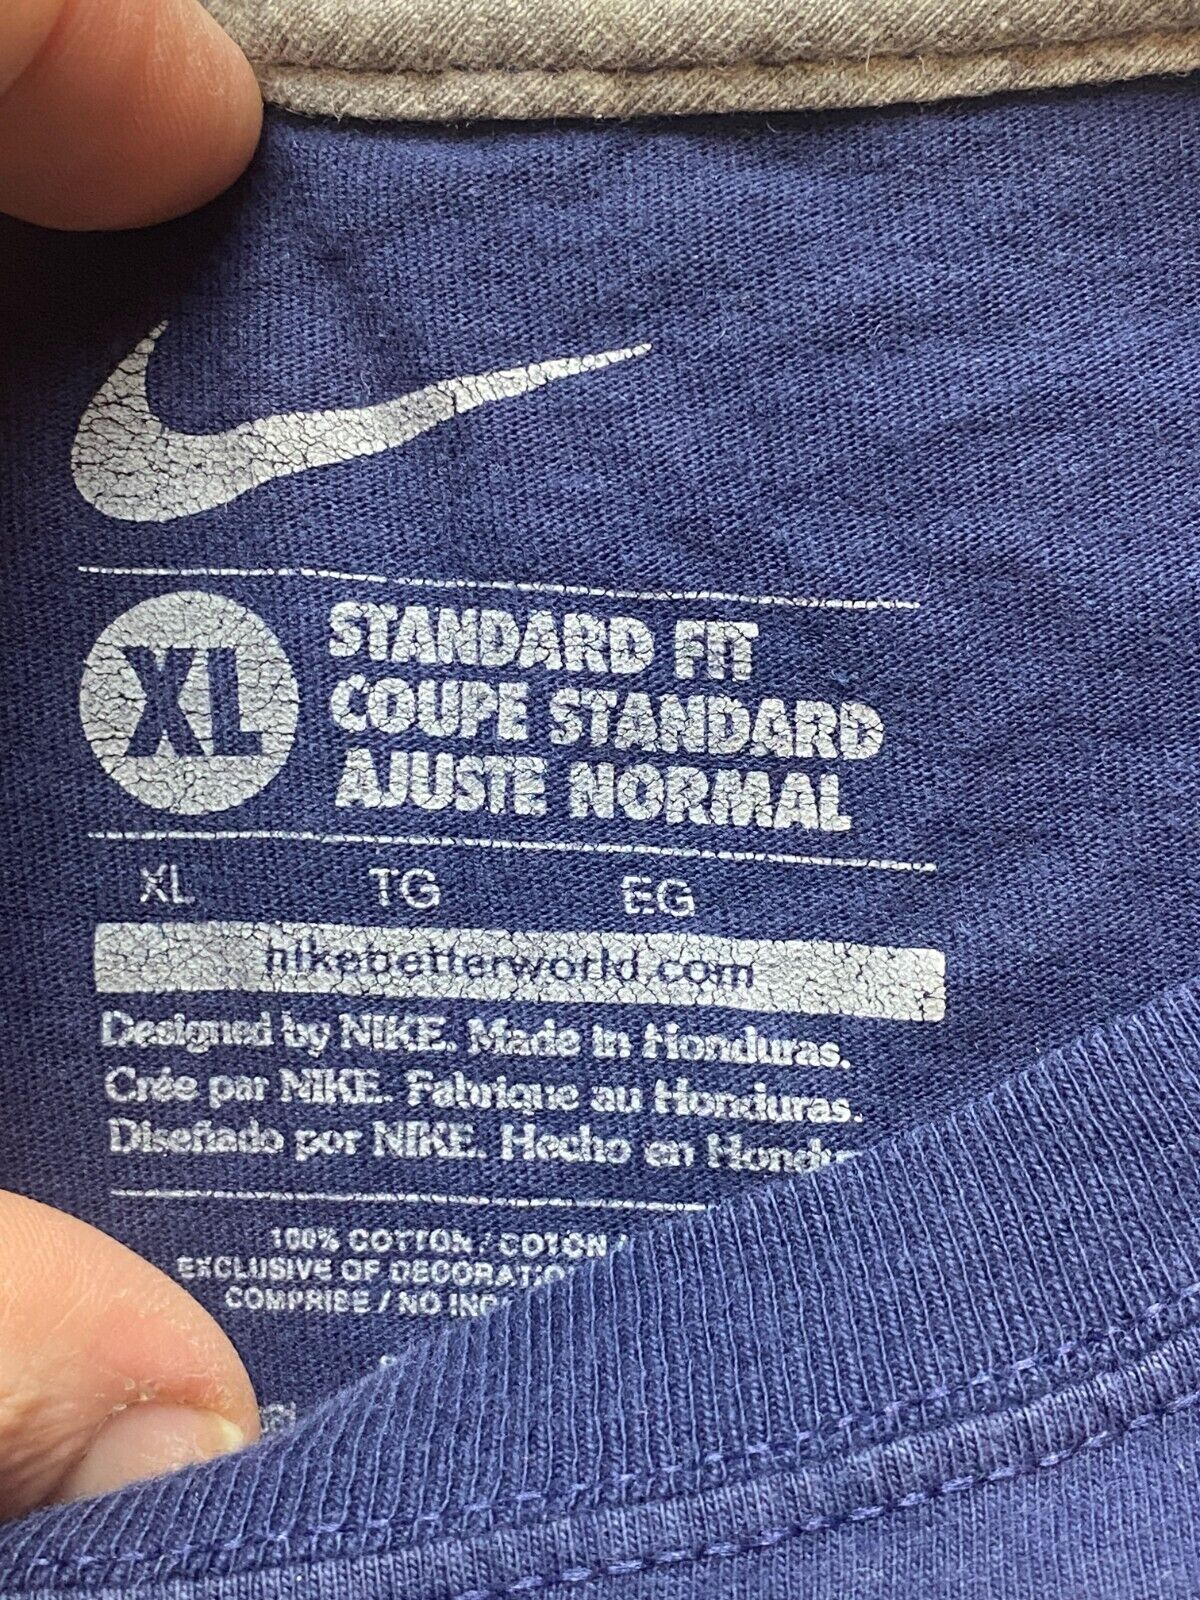 XL
STANDARD FIT
COUPE STANDARD
AJUSTE NORMAL
XL TG EG
nikebetterworld.com
Designed by NIKE. Made in Honduras.
Crée par NIKE. Fabrique au Honduras.
Diseñado por NIKE. Hecho en
100% COTTON / COTON /
EXCLUSIVE OF
COMPRISE / NO